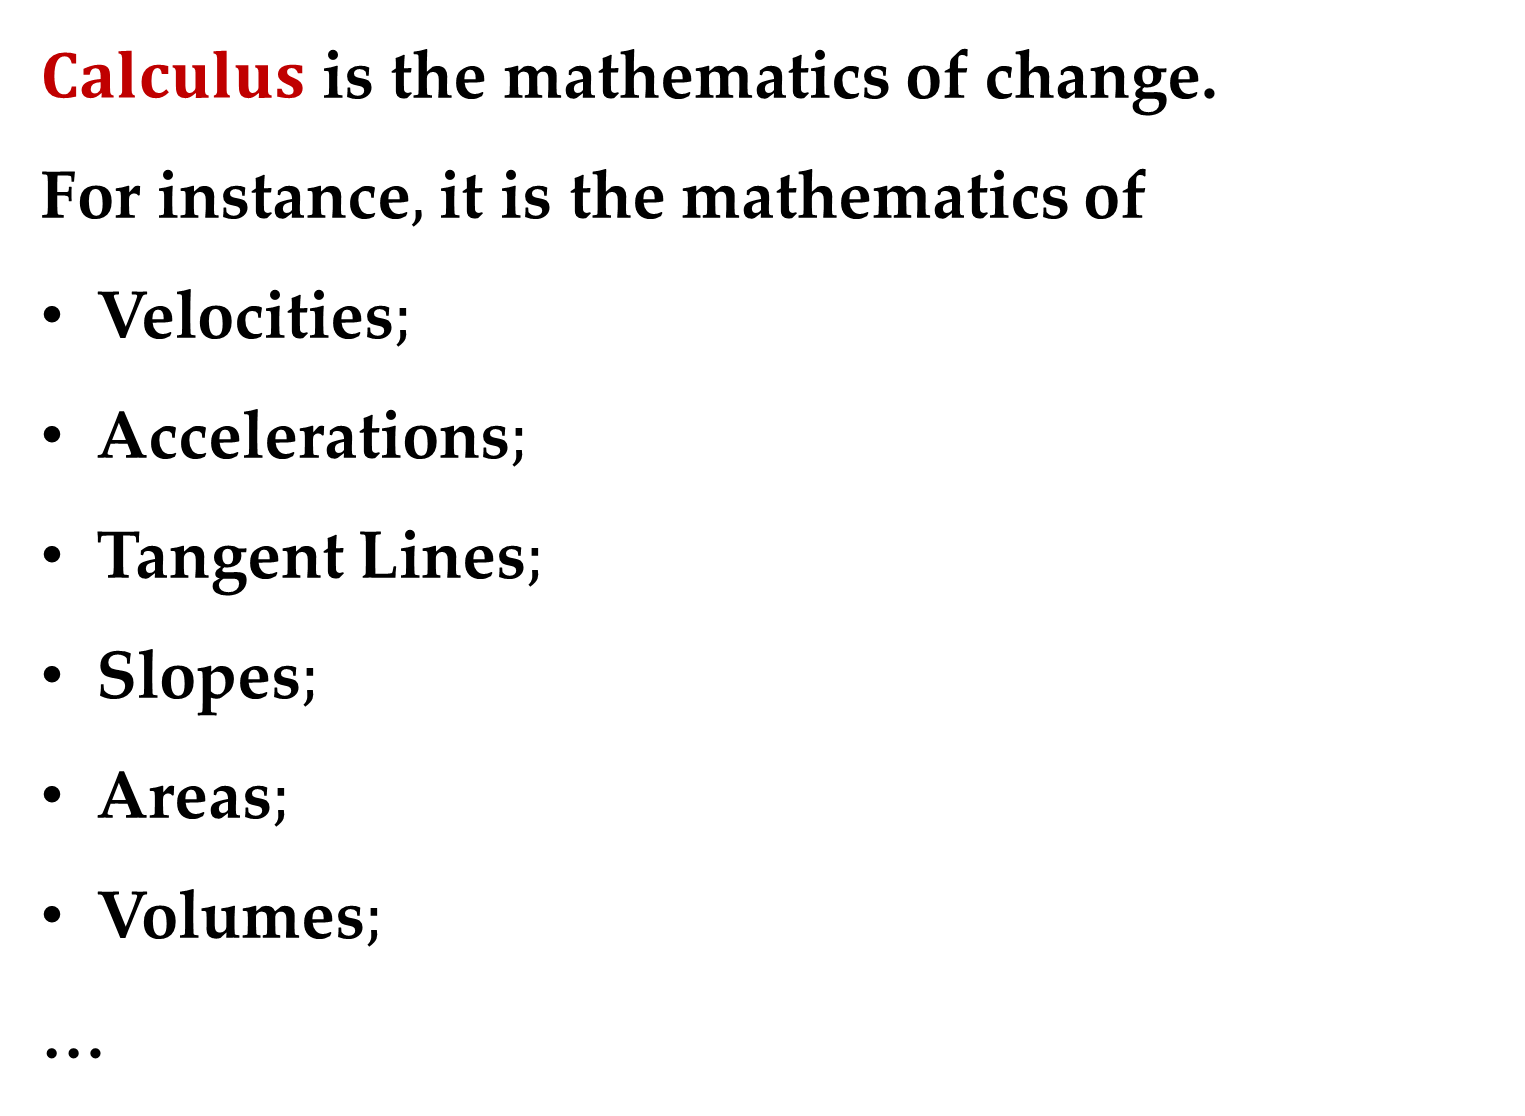 Calculus is the mathematics of change.
For instance, it is the mathematics of
• Velocities;
• Accelerations;
• Tangent Lines;
• Slopes;
• Areas;
• Volumes;
…